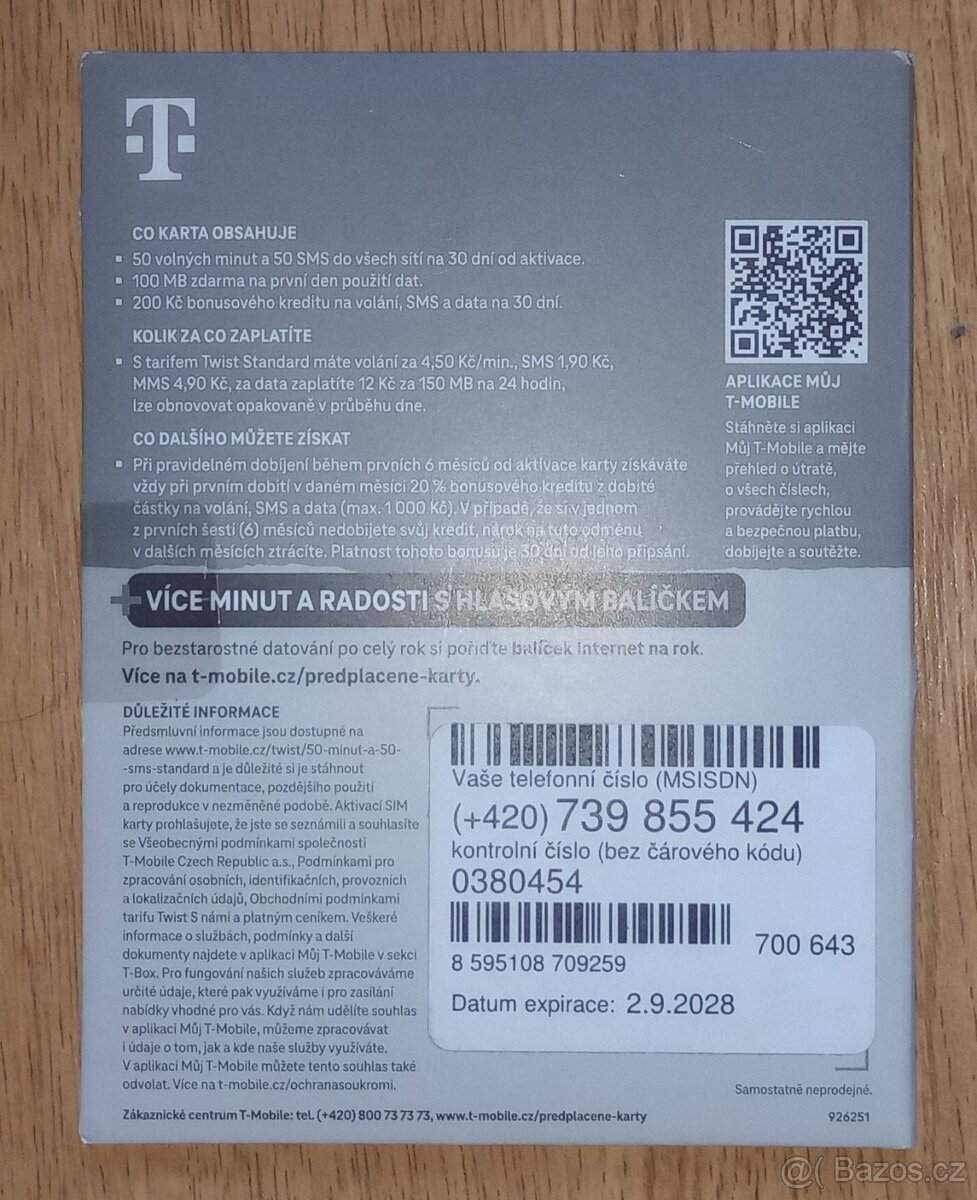 T
CO KARTA OBSAHUJE
▪ 50 volných minut a 50 SMS do všech sítí na 30 dní od aktivace.
▪ 100 MB zdarma na první den použití dat.
▪ 200 Kč bonusového kreditu na volání, SMS a data na 30 dní.
KOLIK ZA CO ZAPLATÍTE
▪ S tarifem Twist Standard máte volání za 4,50 Kč/min., SMS 1,90 Kč,
MMS 4,90 Kč, za data zaplatíte 12 Kč za 150 MB na 24 hodin,
lze obnovovat opakovaně v průběhu dne.
CO DALŠÍHO MŮŽETE ZÍSKAT
▪ Při pravidelném dobíjení během prvních 6 měsíců od aktivace karty získáváte
vždy při prvním dobití v daném měsíci 20 % bonusového kreditu z dobité
částky na volání, SMS a data (max. 1 000 Kč). V případě, že si v jednom
z prvních šesti (6) měsíců nedobijete svůj kredit, nárok na tuto odměnu
v dalších měsících ztrácíte. Platnost tohoto bonusu je 30 dní od jeho připsání.
APLIKACE MŮJ
T-MOBILE
Stáhněte si aplikaci
Můj T-Mobile a mějte
přehled o útratě,
o všech číslech,
provádějte rychlou
a bezpečnou platbu,
dobíjejte a soutěžte.
+ VÍCE MINUT A RADOSTI S HLASOVÝM BALÍČKEM
Pro bezstarostné datování po celý rok si pořiďte balíček internet na rok.
Více na t-mobile.cz/predplacene-karty.
DŮLEŽITÉ INFORMACE
Předsmluvní informace jsou dostupné na
adrese www.t-mobile.cz/twist/50-minut-a-50-
-sms-standard a je důležité si je stáhnout
pro účely dokumentace, pozdějšího použití
a reprodukce v nezměněné podobě. Aktivací SIM
karty prohlašujete, že jste se seznámili a souhlasíte
se Všeobecnými podmínkami společnosti
T-Mobile Czech Republic a.s., Podmínkami pro
zpracování osobních, identifikačních, provozních
a lokalizačních údajů, Obchodními podmínkami
tarifu Twist S námi a platným ceníkem. Veškeré
informace o službách, podmínky a další
dokumenty najdete v aplikaci Můj T-Mobile v sekci
T-Box. Pro fungování našich služeb zpracováváme
určité údaje, které pak využíváme i pro zasílání
nabídky vhodné pro vás. Když nám udělíte souhlas
v aplikaci Můj T-Mobile, můžeme zpracovávat
i údaje o tom, jak a kde naše služby využíváte.
V aplikaci Můj T-Mobile můžete tento souhlas také
odvolat. Více na t-mobile.cz/ochranasoukromi.
Vaše telefonní číslo (MSISDN)
(+420) 739 855 424
kontrolní číslo (bez čárového kódu)
0380454
700 643
8 595108 709259
Datum expirace: 2.9.2028
Samostatně neprodejné.
Zákaznické centrum T-Mobile: tel. (+420) 800 73 73 73, www.t-mobile.cz/predplacene-karty
926251
@( Bazos.cz